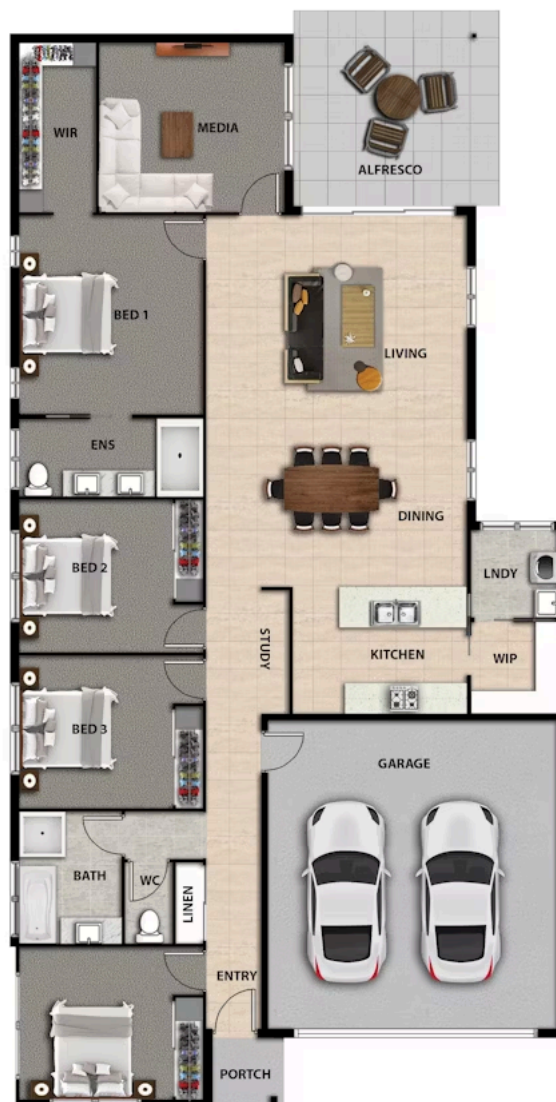 WIR
MEDIA
ALFRESCO
BED 1
LIVING
ENS
DINING
BED 2
LNDY
STUDY
KITCHEN
WIP
BED 3
GARAGE
BATH
WC
LINEN
ENTRY
PORTCH